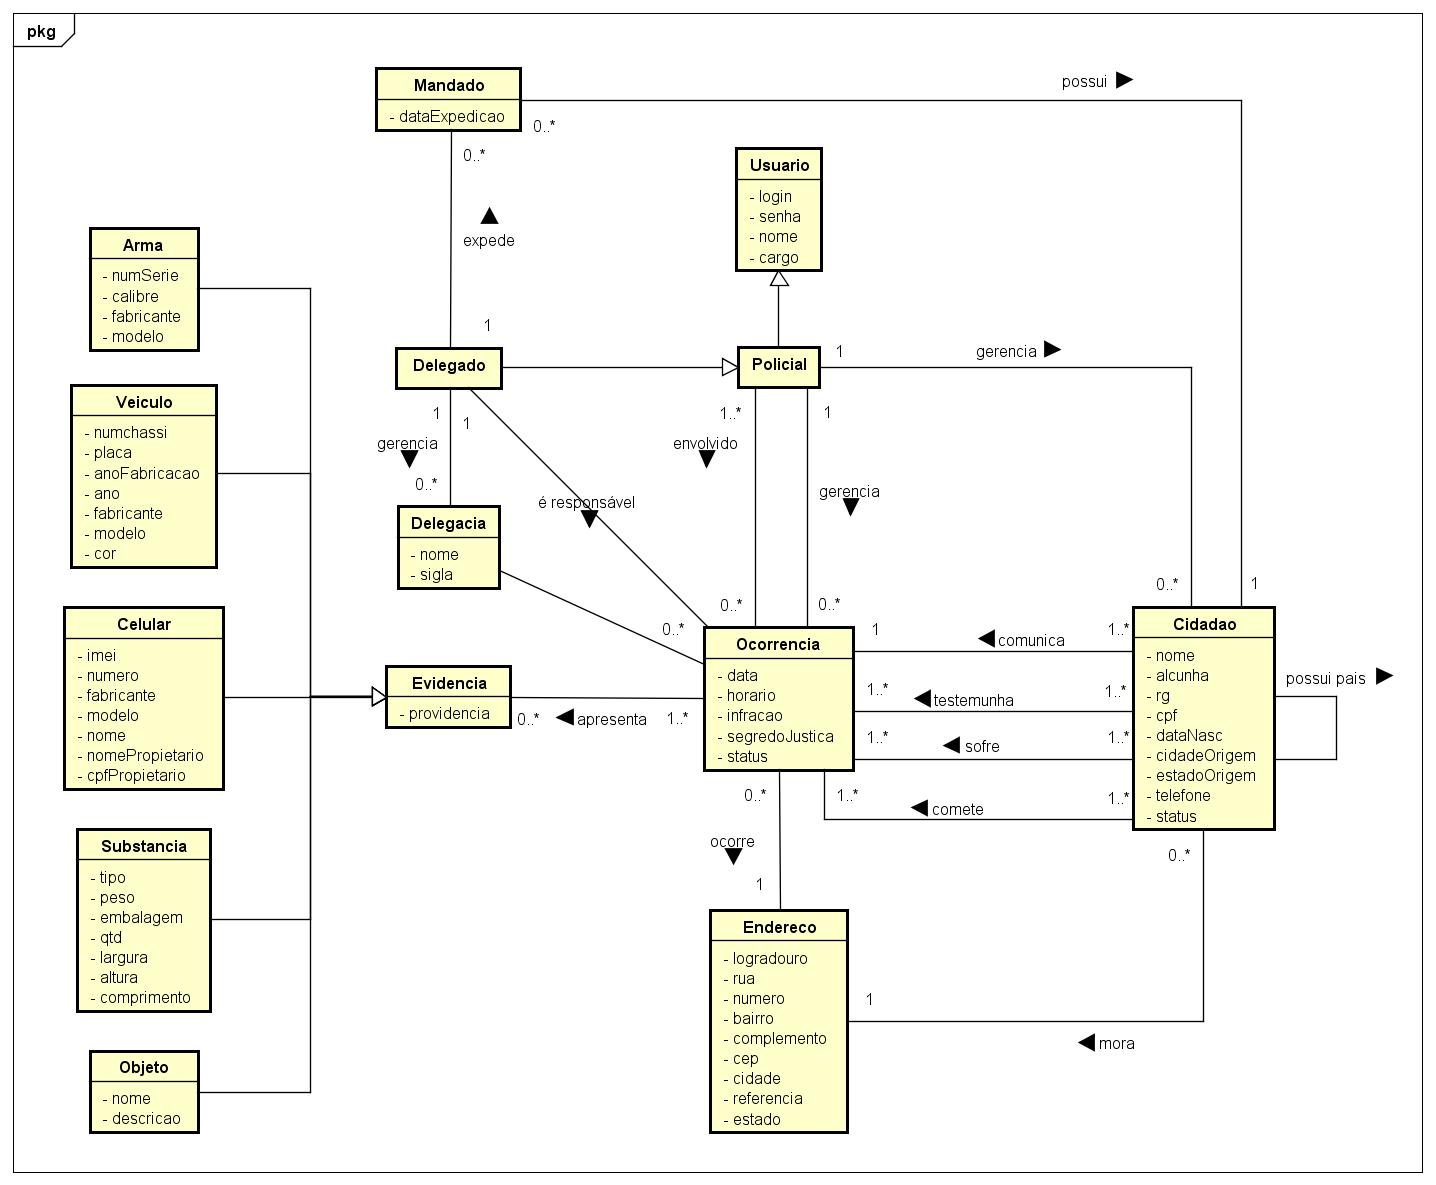 pkg
Mandado
- dataExpedicao
possui
0..*
0..*
expede
1
Usuario
- login
- senha
- nome
- cargo
Arma
- numSerie
- calibre
- fabricante
- modelo
Delegado
Policial
1
gerencia
1
1
gerencia
0..*
1..*
envolvido
1
gerencia
é responsável
Veiculo
- numchassi
- placa
- anoFabricacao
- ano
- fabricante
- modelo
- cor
Delegacia
- nome
- sigla
0..*
0..*
0..*
0..*
1
Celular
- imei
- numero
- fabricante
- modelo
- nome
- nomePropietario
- cpfPropietario
Evidencia
- providencia
0..*
apresenta
1..*
Ocorrencia
- data
- horario
- infracao
- segredoJustica
- status
1
comunica
1..*
1..*
testemunha
1..*
1..*
sofre
1..*
1..*
comete
1..*
Cidadao
- nome
- alcunha
- rg
- cpf
- dataNasc
- cidadeOrigem
- estadoOrigem
- telefone
- status
possui pais
Substancia
- tipo
- peso
- embalagem
- qtd
- largura
- altura
- comprimento
0..*
ocorre
1
0..*
Endereco
- logradouro
- rua
- numero
- bairro
- complemento
- cep
- cidade
- referencia
- estado
1
mora
Objeto
- nome
- descricao